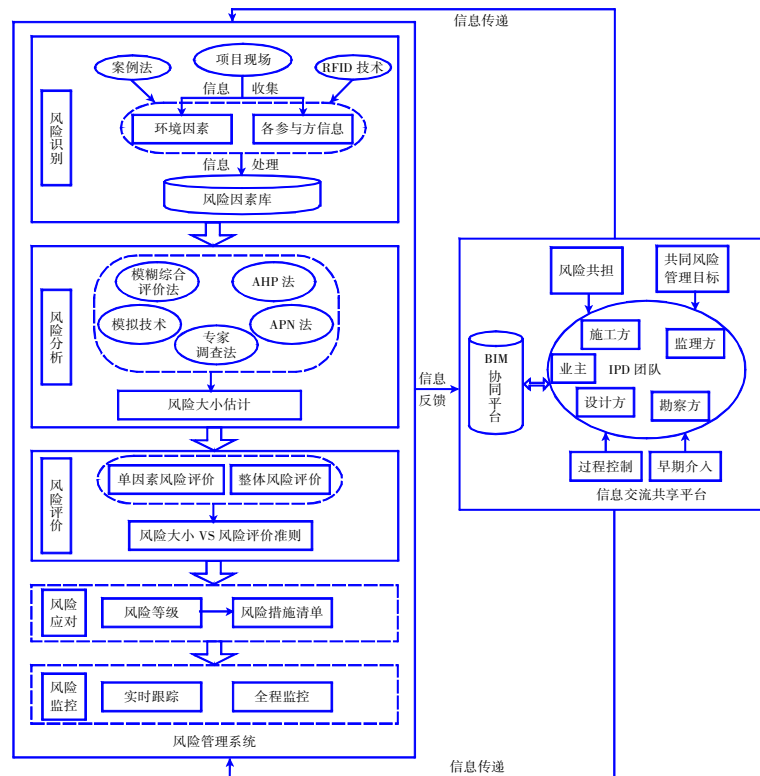 信息传递
案例法
项目现场
RFID 技术
信息 收集
环境因素
各参与方信息
风险识别
信息 处理
风险因素库
模糊综合
评价法
AHP 法
模拟技术
APN 法
专家
调查法
风险分析
风险大小估计
单因素风险评价
整体风险评价
风险评价
风险大小 VS 风险评价准则
风险
应对
风险等级
风险措施清单
风险
监控
实时跟踪
全程监控
风险管理系统
信息
反馈
风险共担
共同风险
管理目标
施工方
监理方
BIM
协同平台
业主
IPD 团队
设计方
勘察方
过程控制
早期介入
信息交流共享平台
信息传递